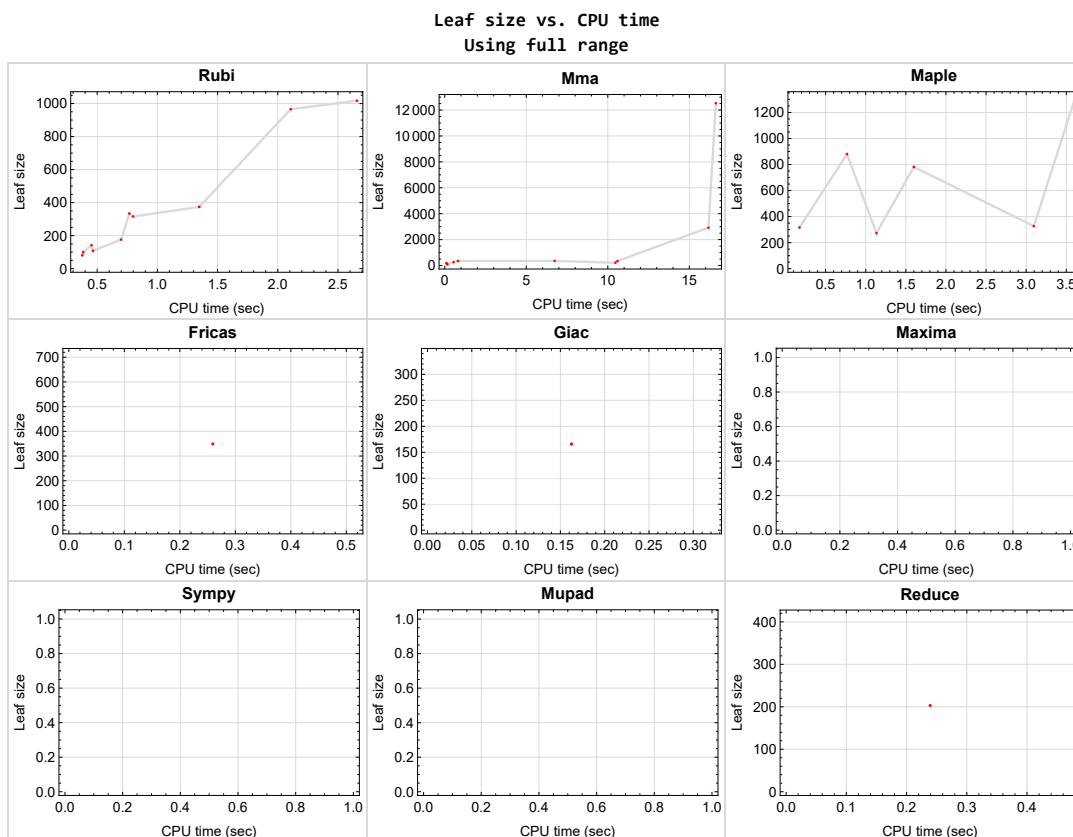 Leaf size vs. CPU time
Using full range
Rubi
Leaf size
1000
800
600
400
200
0
0.5 1.0 1.5 2.0 2.5
CPU time (sec)
Mma
Leaf size
12 000
10 000
8000
6000
4000
2000
0
0 5 10 15
CPU time (sec)
Maple
Leaf size
1200
1000
800
600
400
200
0.5 1.0 1.5 2.0 2.5 3.0 3.5
CPU time (sec)
Fricas
Leaf size
700
600
500
400
300
200
100
0
0.0 0.1 0.2 0.3 0.4 0.5
CPU time (sec)
Giac
Leaf size
300
250
200
150
100
50
0
0.00 0.05 0.10 0.15 0.20 0.25 0.30
CPU time (sec)
Maxima
Leaf size
1.0
0.8
0.6
0.4
0.2
0.0
0.0 0.2 0.4 0.6 0.8 1.0
CPU time (sec)
Sympy
Leaf size
1.0
0.8
0.6
0.4
0.2
0.0
0.0 0.2 0.4 0.6 0.8 1.0
CPU time (sec)
Mupad
Leaf size
1.0
0.8
0.6
0.4
0.2
0.0
0.0 0.2 0.4 0.6 0.8 1.0
CPU time (sec)
Reduce
Leaf size
400
300
200
100
0
0.0 0.1 0.2 0.3 0.4
CPU time (sec)